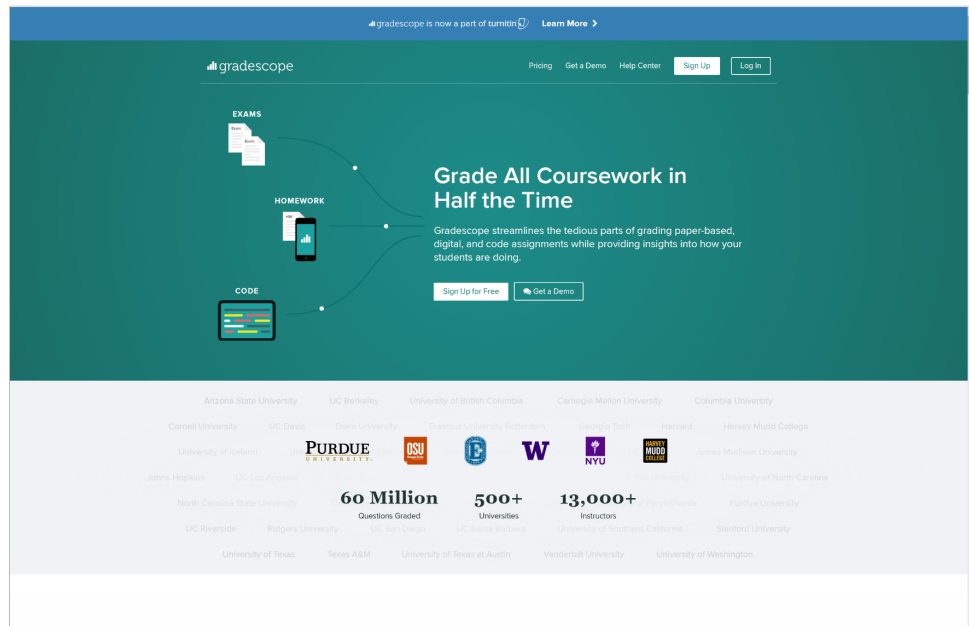 gradescope is now a part of turnitin Learn More
gradescope
Pricing Get a Demo Help Center Sign Up Log In
EXAMS
Exam
Exam
HOMEWORK
CODE
Grade All Coursework in
Half the Time
Gradescope streamlines the tedious parts of grading paper-based,
digital, and code assignments while providing insights into how your
students are doing.
Sign Up for Free Get a Demo
Arizona State University UC Berkeley University of British Columbia Carnegie Mellon University Columbia University
Cornell University UC Davis Duke University Erasmus University Rotterdam Georgia Tech Harvard Harvey Mudd College
University of Iceland James Madison University
PURDUE
UNIVERSITY
OSU
W
NYU
HARVEY
MUDD
COLLEGE
Johns Hopkins UC Los Angeles University of North Carolina
60 Million 500+ 13,000+
North Carolina State University Purdue University
Questions Graded Universities Instructors
UC Riverside Rutgers University UC San Diego UC Santa Barbara University of Southern California Stanford University
University of Texas Texas A&M University of Texas at Austin Vanderbilt University University of Washington